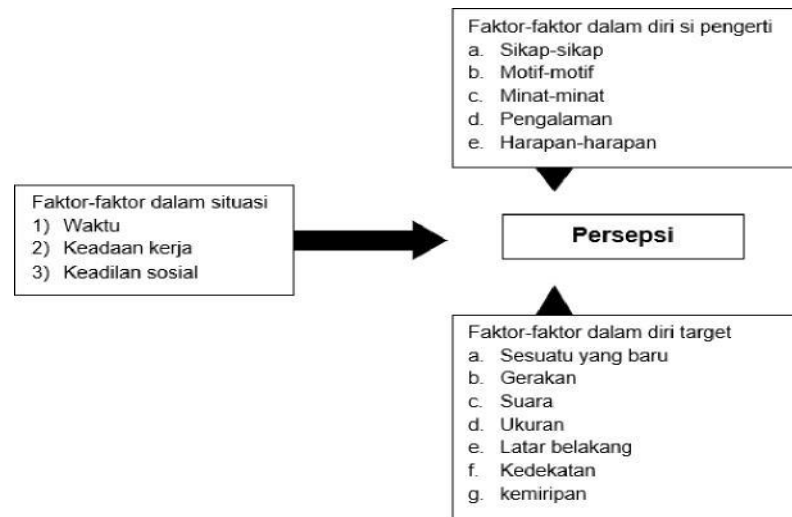 Faktor-faktor dalam diri si pengerti
a. Sikap-sikap
b. Motif-motif
c. Minat-minat
d. Pengalaman
e. Harapan-harapan
Faktor-faktor dalam situasi
1) Waktu
2) Keadaan kerja
3) Keadilan sosial
Persepsi
Faktor-faktor dalam diri target
a. Sesuatu yang baru
b. Gerakan
c. Suara
d. Ukuran
e. Latar belakang
f. Kedekatan
g. kemiripan